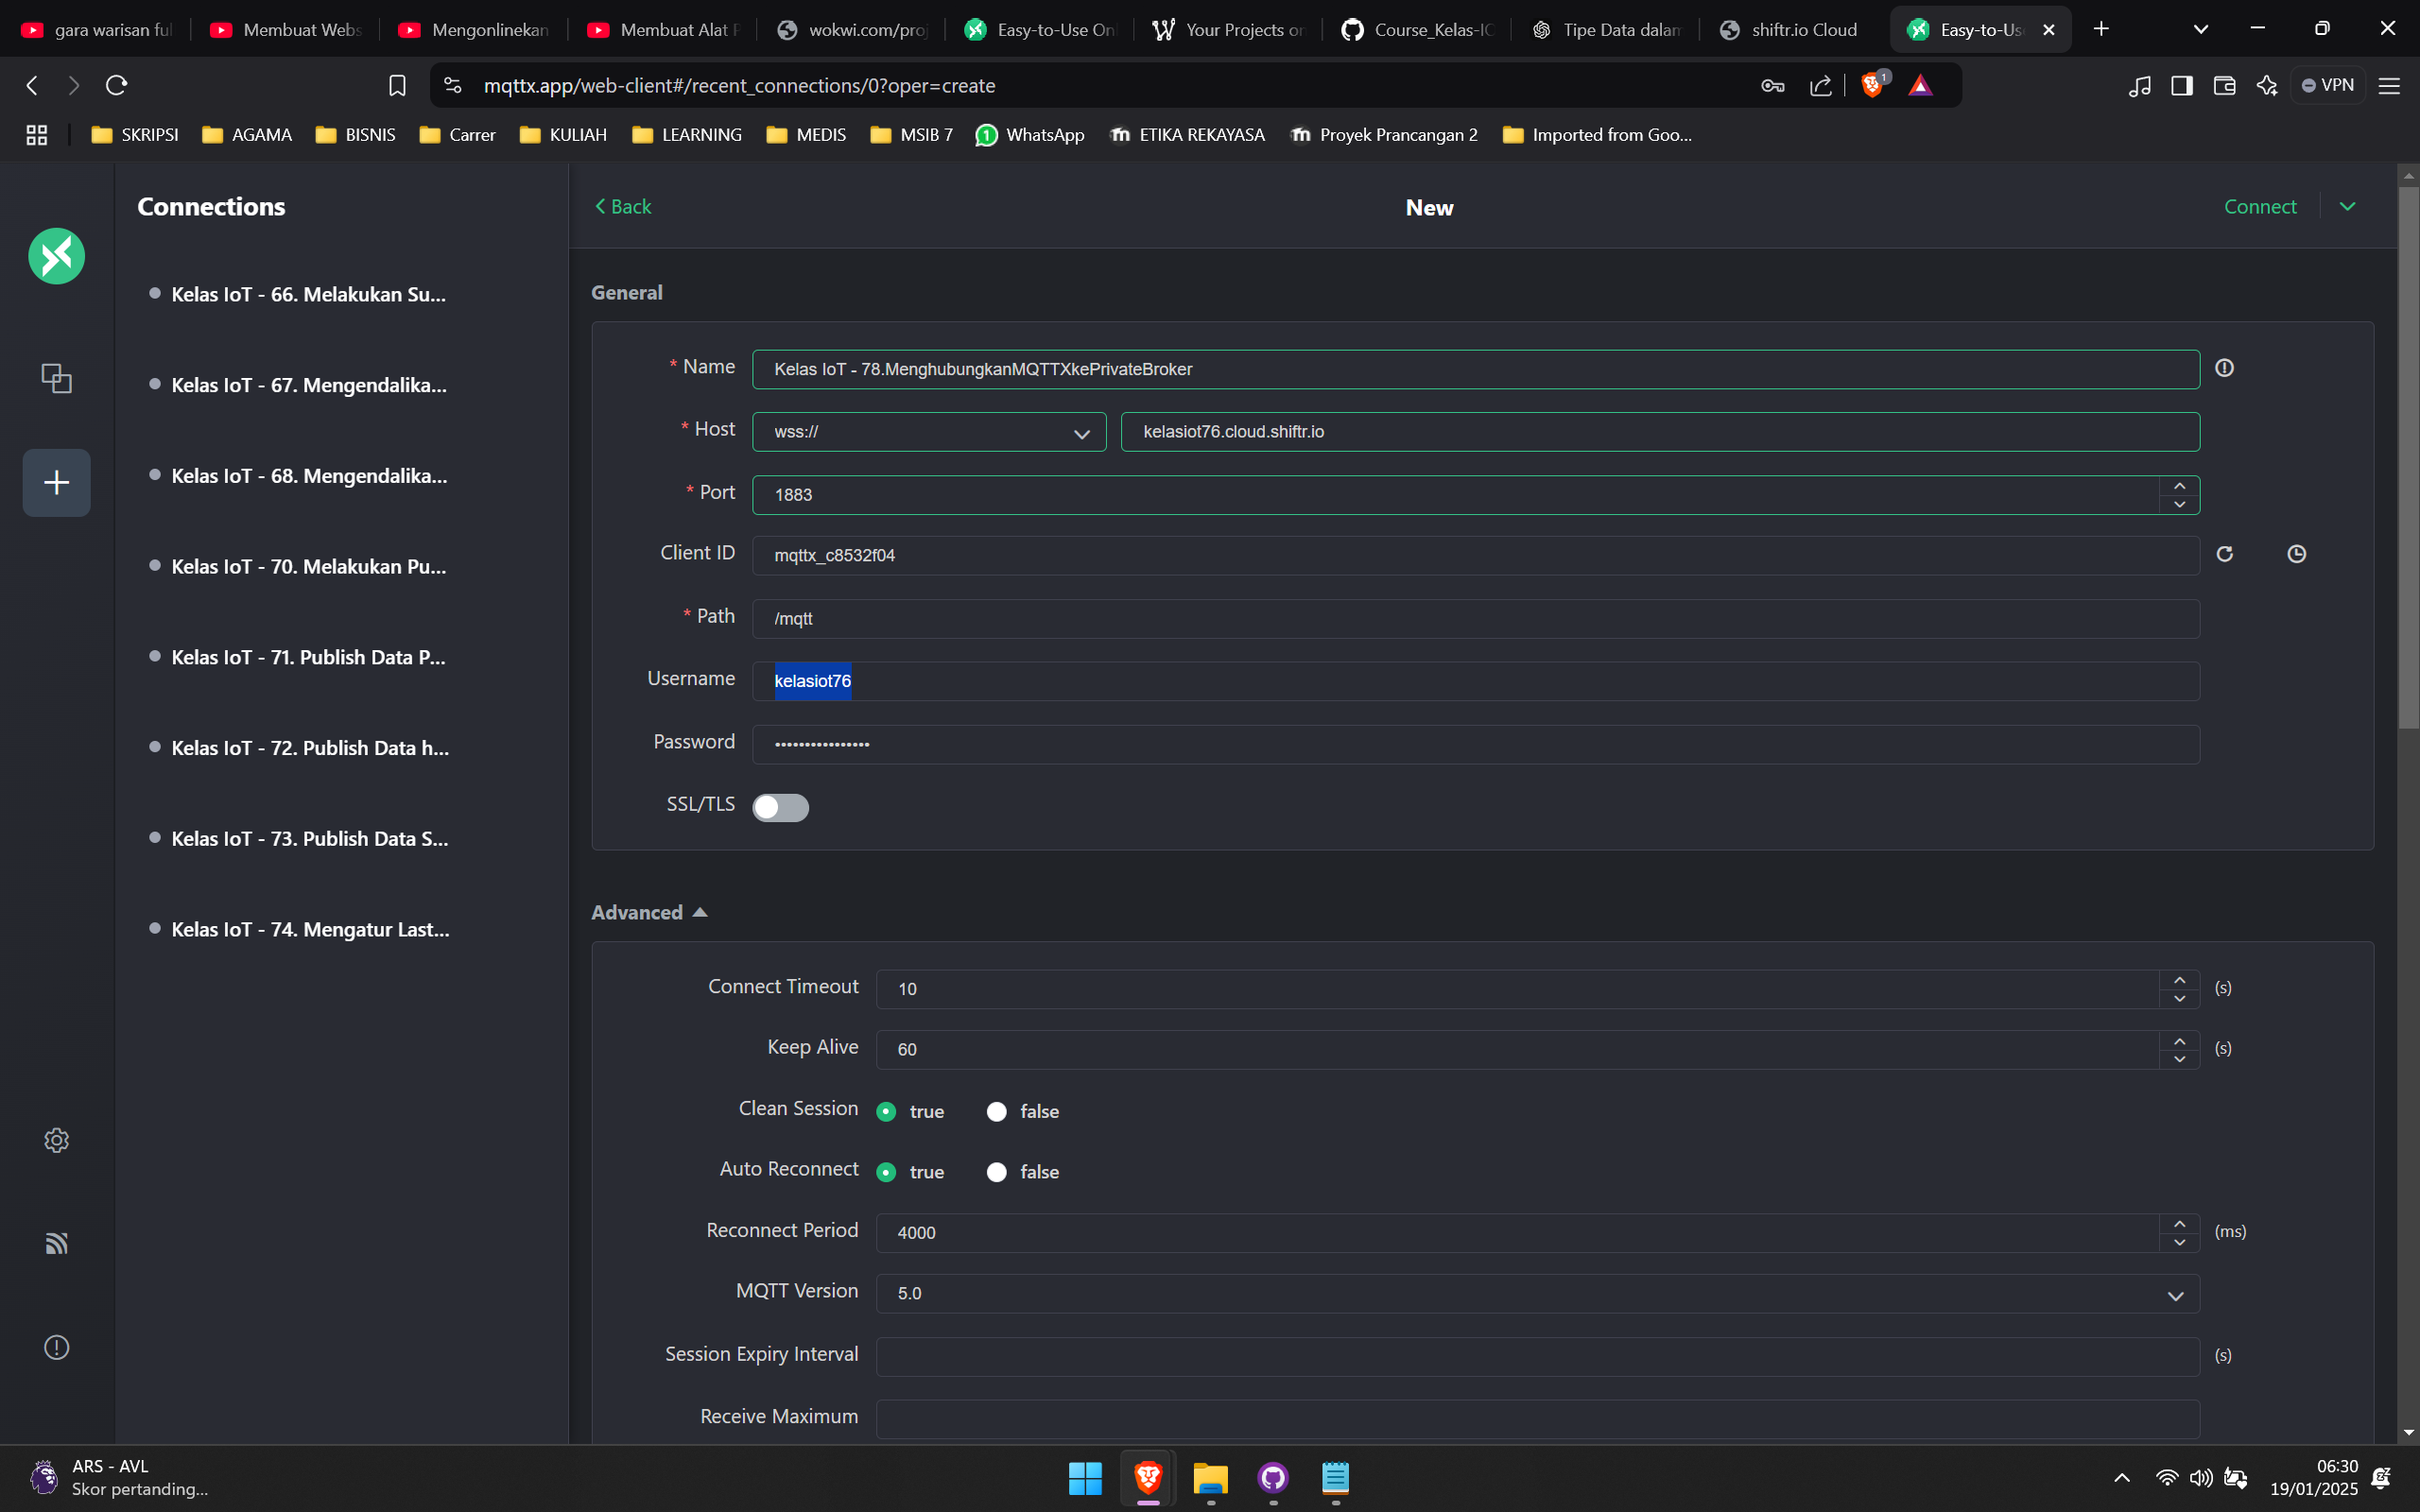 gara warisan ful
Membuat Webs
Mengonlinekan
Membuat Alat P
wokwi.com/proj
Easy-to-Use On
Your Projects on
Course_Kelas-IO
Tipe Data dalam
shiftr.io Cloud
Easy-to-Us
mqttx.app/web-client#/recent_connections/0?oper=create
1
VPN
SKRIPSI
AGAMA
BISNIS
Carrer
KULIAH
LEARNING
MEDIS
MSIB 7
WhatsApp
ETIKA REKAYASA
Proyek Prancangan 2
Imported from Goo...
Connections
Back
New
Connect
Kelas IoT - 66. Melakukan Su...
Kelas IoT - 67. Mengendalika...
Kelas IoT - 68. Mengendalika...
Kelas IoT - 70. Melakukan Pu...
Kelas IoT - 71. Publish Data P...
Kelas IoT - 72. Publish Data h...
Kelas IoT - 73. Publish Data S...
Kelas IoT - 74. Mengatur Last...
General
* Name Kelas IoT - 78.MenghubungkanMQTTXkePrivateBroker
* Host wss:// kelasiot76.cloud.shiftr.io
* Port 1883
Client ID mqttx_c8532f04
* Path /mqtt
Username kelasiot76
Password ••••••••••••••••
SSL/TLS
Advanced
Connect Timeout 10 (s)
Keep Alive 60 (s)
Clean Session true false
Auto Reconnect true false
Reconnect Period 4000 (ms)
MQTT Version 5.0
Session Expiry Interval (s)
Receive Maximum
ARS - AVL
Skor pertanding...
06:30
19/01/2025